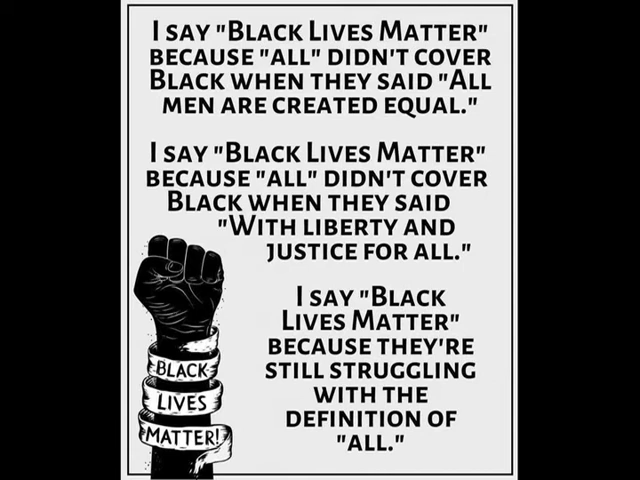 I SAY "BLACK LIVES MATTER"
BECAUSE "ALL" DIDN'T COVER
BLACK WHEN THEY SAID "ALL
MEN ARE CREATED EQUAL."
I SAY "BLACK LIVES MATTER"
BECAUSE "ALL" DIDN'T COVER
BLACK WHEN THEY SAID
"WITH LIBERTY AND
JUSTICE FOR ALL."
I SAY "BLACK
LIVES MATTER"
BECAUSE THEY'RE
STILL STRUGGLING
WITH THE
DEFINITION OF
"ALL."
BLACK
LIVES
MATTER!